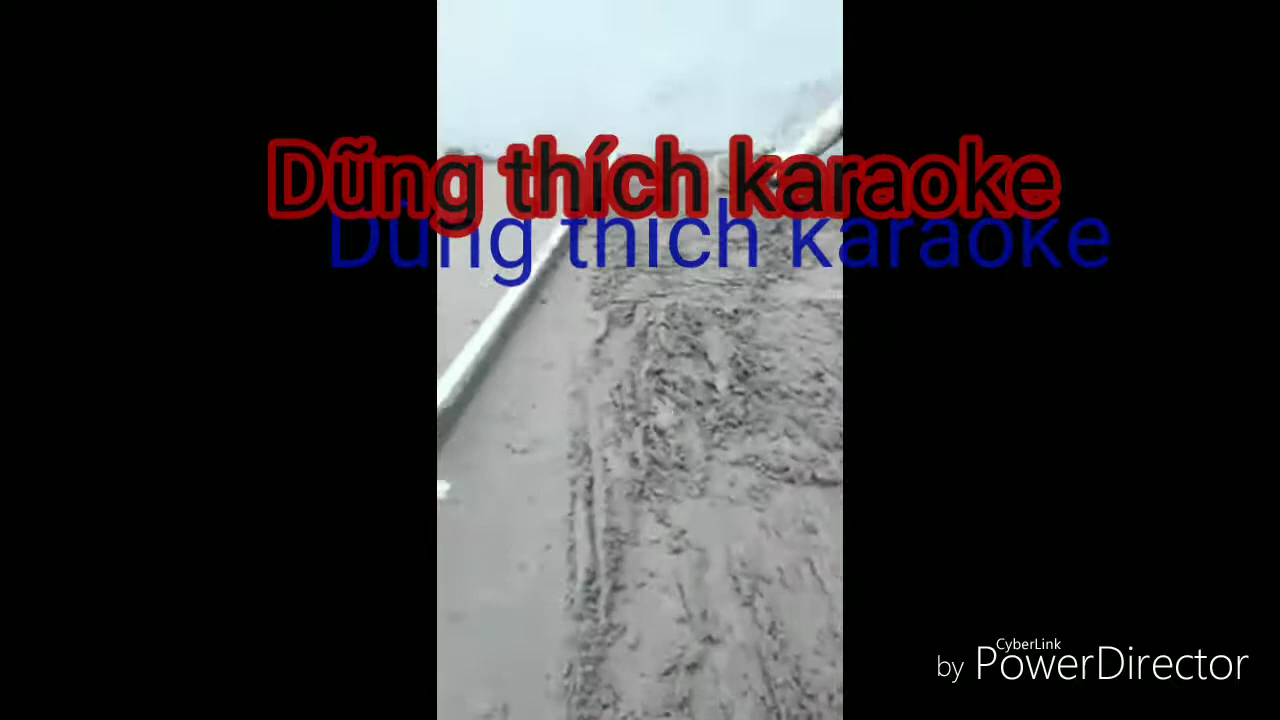 Dũng thích karaoke
Dũng thích karaoke
CyberLink
by PowerDirector